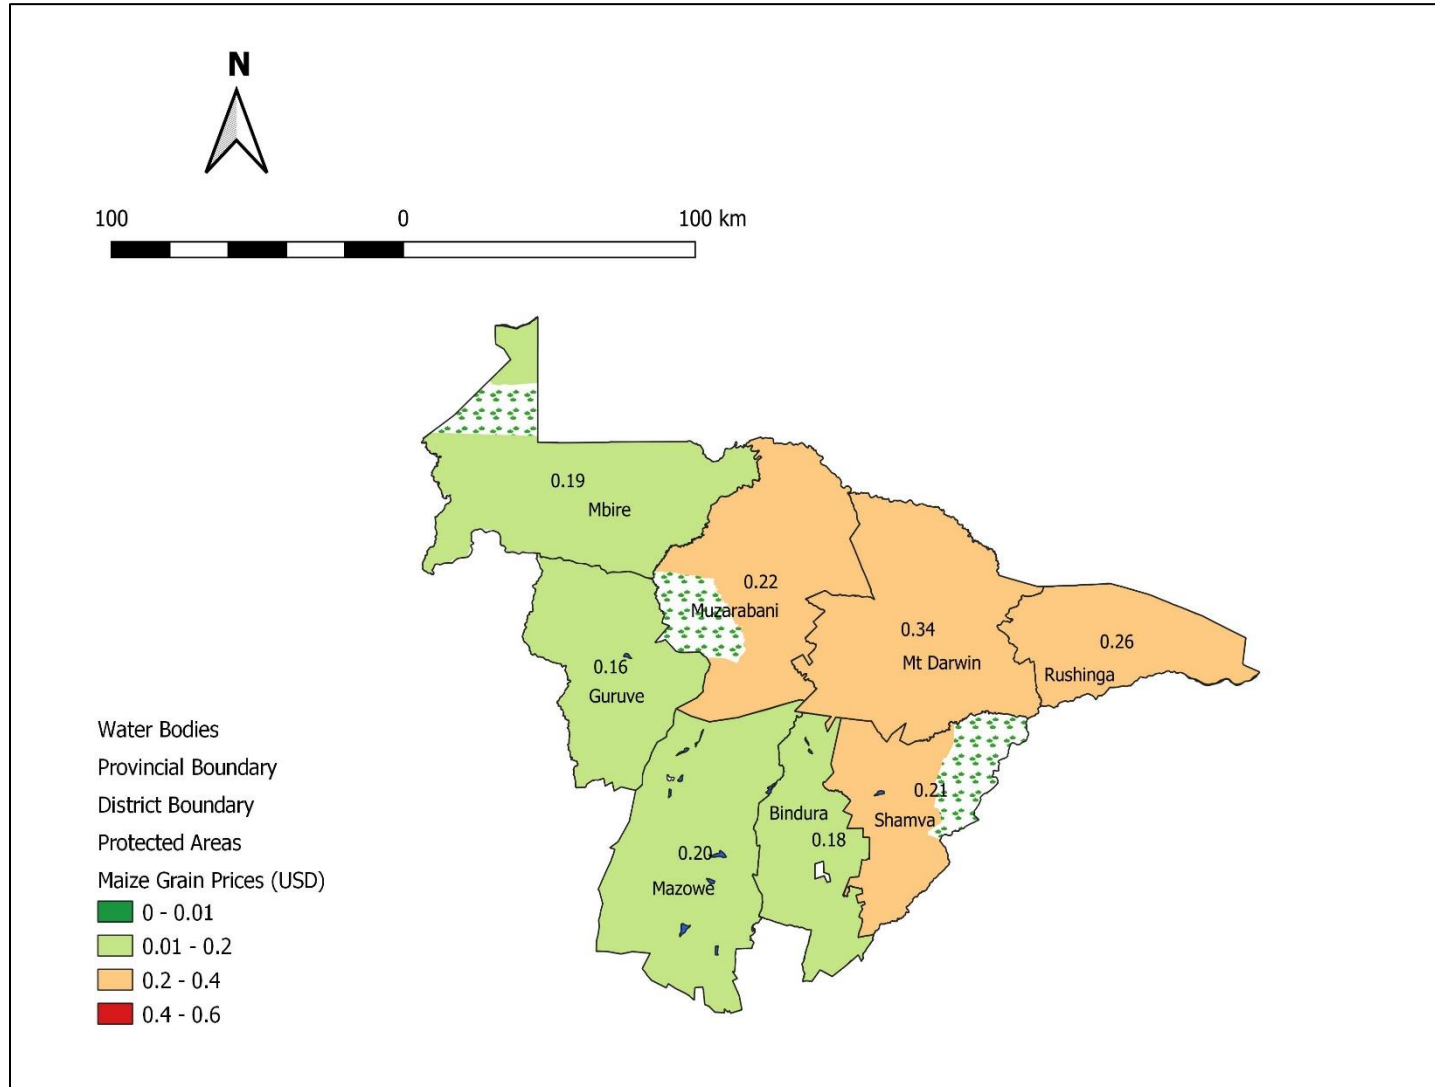 N
100 0 100 km
0.19
Mbire
0.22
Muzarabani
0.34
Mt Darwin
0.26
Rushinga
0.16
Guruve
0.21
Shamva
Bindura
0.18
0.20
Mazowe
Water Bodies
Provincial Boundary
District Boundary
Protected Areas
Maize Grain Prices (USD)
0 - 0.01
0.01 - 0.2
0.2 - 0.4
0.4 - 0.6